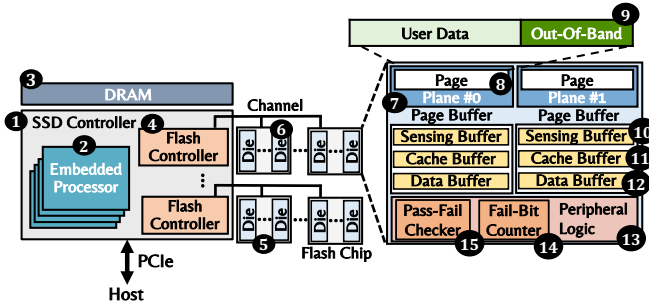 User Data
Out-Of-Band
9
3
DRAM
Channel
1
SSD Controller
2
Embedded
Processor
4
Flash
Controller
Flash
Controller
6
Die
Die
Die
Die
Die
Die
Die
Die
5
Flash Chip
PCIe
Host
Page
8
Page
7
Plane #0
Plane #1
Page Buffer
Page Buffer
Sensing Buffer
Sensing Buffer
10
Cache Buffer
Cache Buffer
11
Data Buffer
Data Buffer
12
Pass-Fail
Checker
15
Fail-Bit
Counter
14
Peripheral
Logic
13